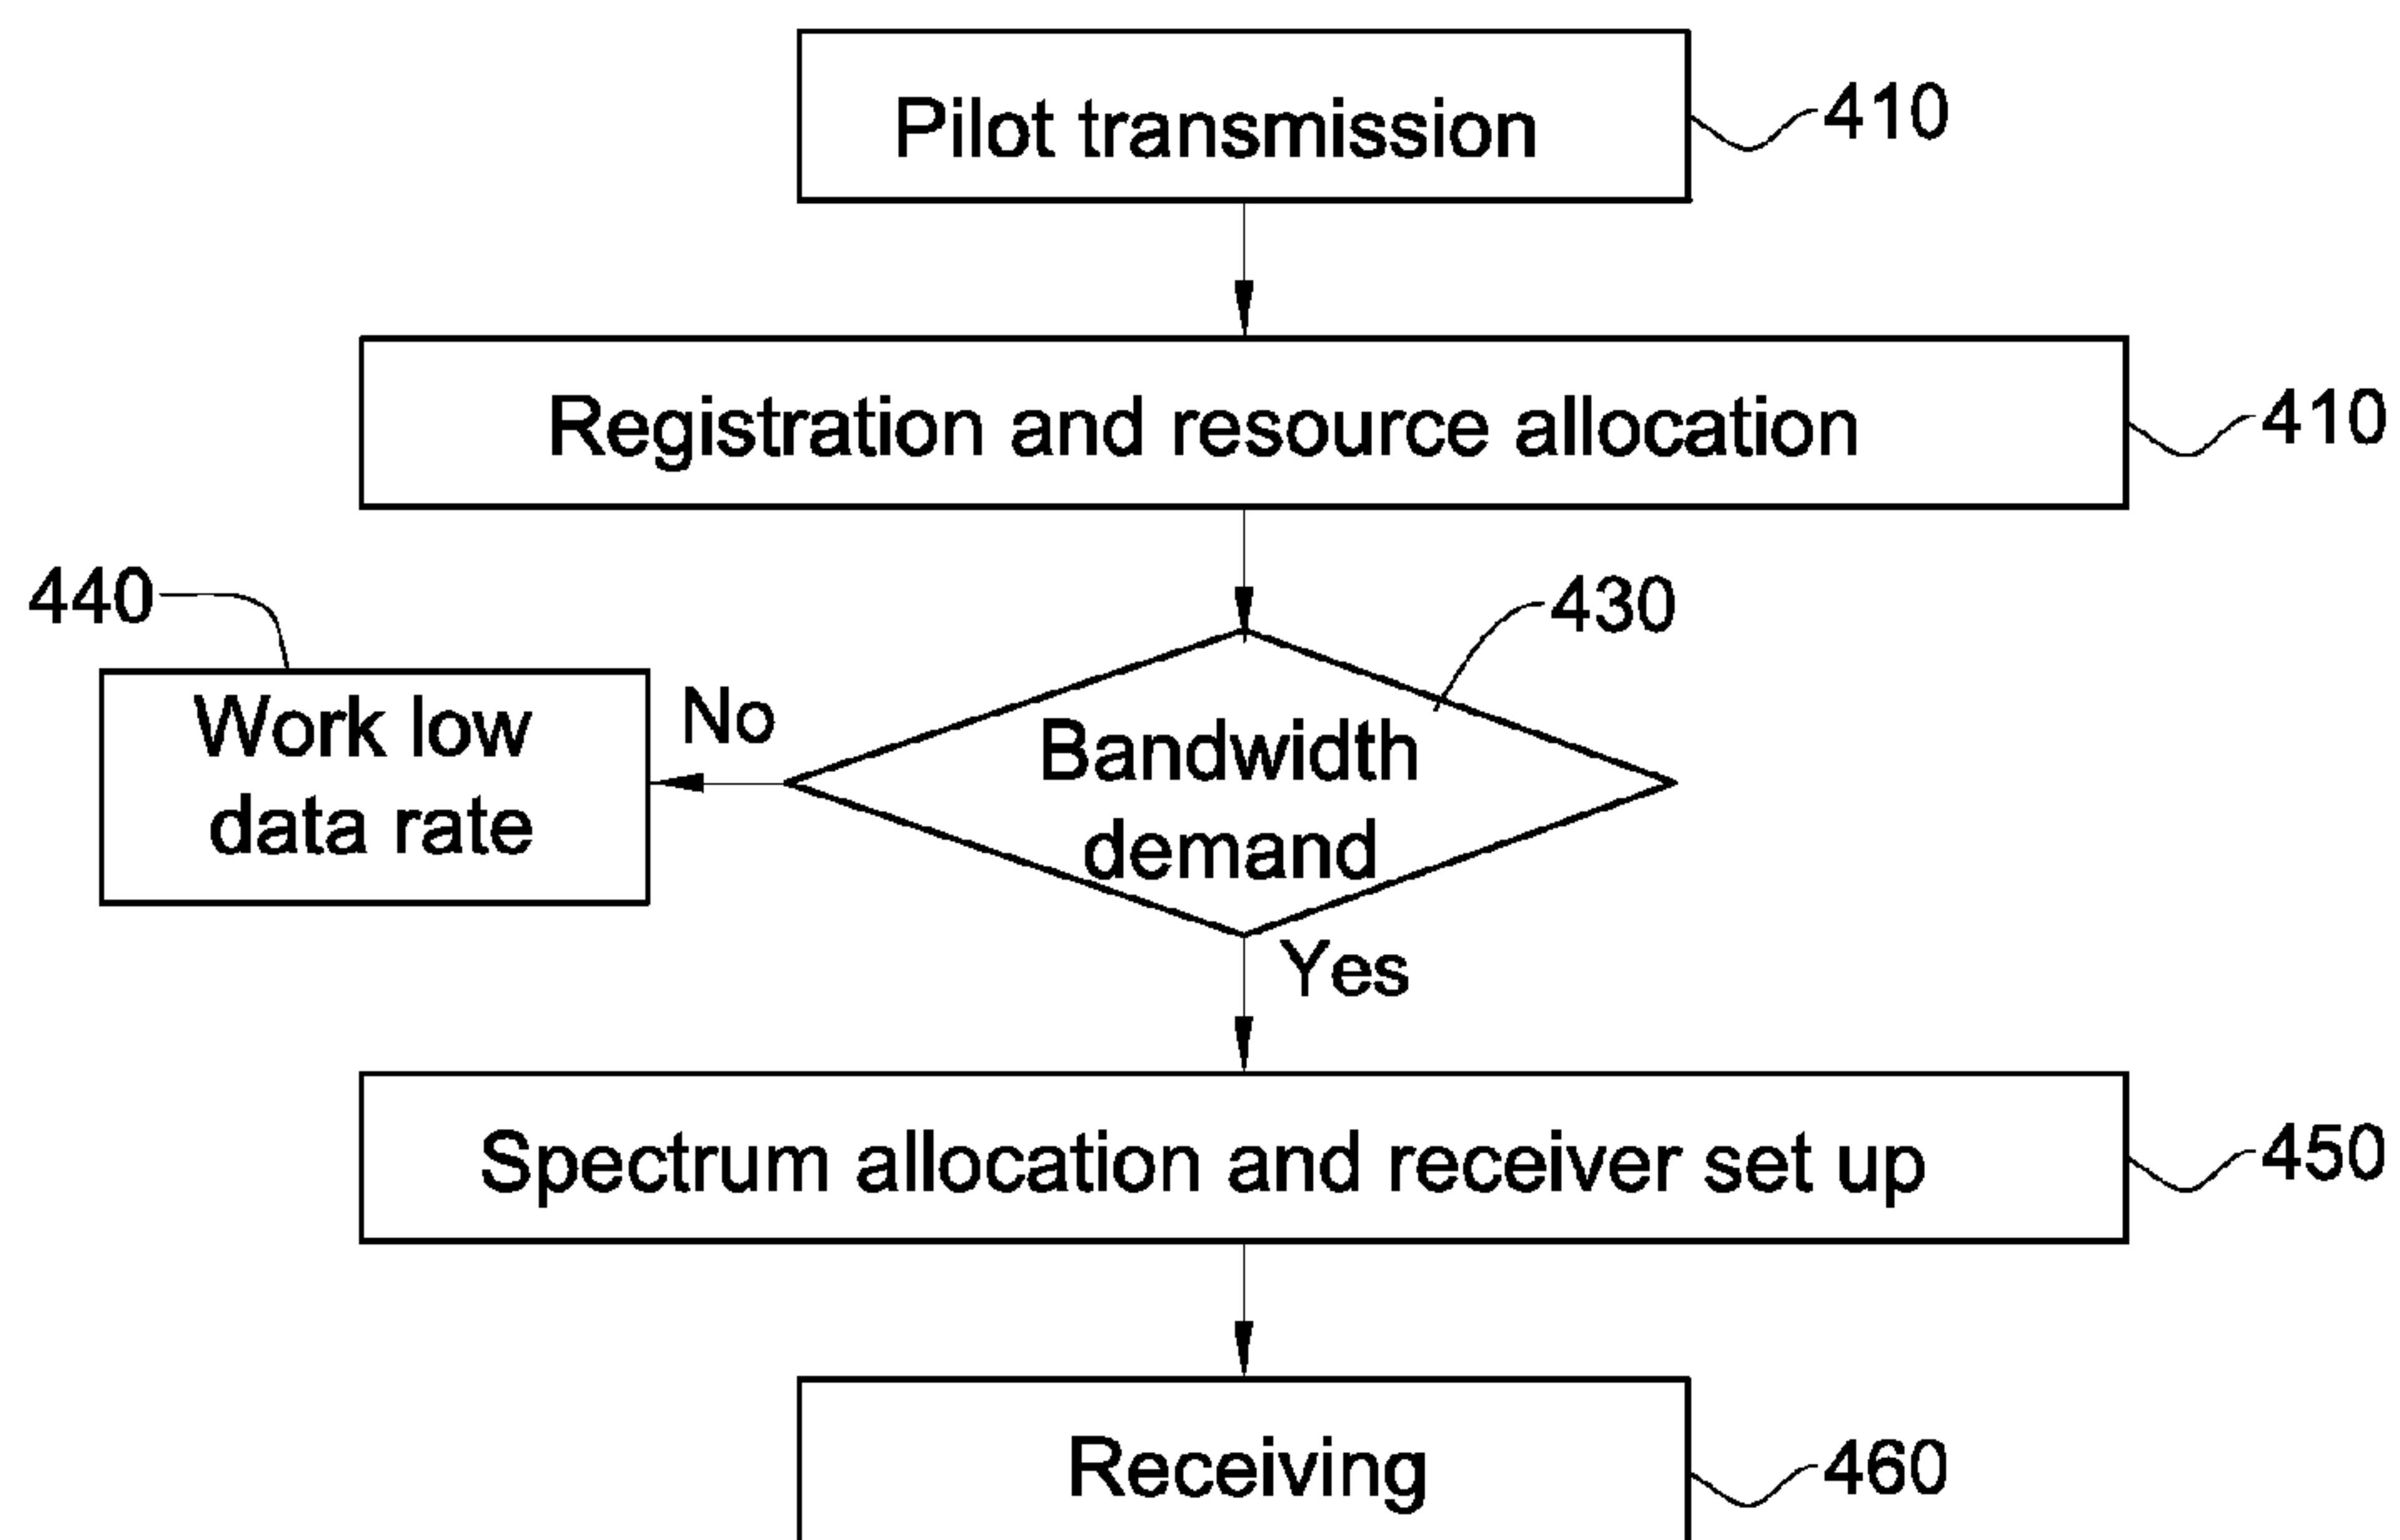 Pilot transmission
410
Registration and resource allocation
410
440
430
Work low
data rate
No
Bandwidth
demand
Yes
Spectrum allocation and receiver set up
450
Receiving
460